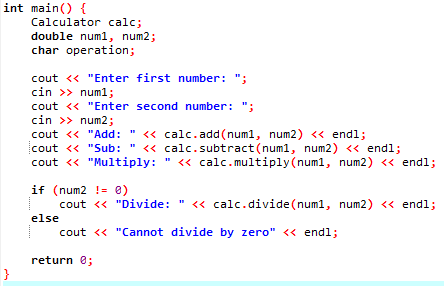 int main() {
    Calculator calc;
    double num1, num2;
    char operation;

    cout << "Enter first number: ";
    cin >> num1;
    cout << "Enter second number: ";
    cin >> num2;
    cout << "Add: " << calc.add(num1, num2) << endl;
    cout << "Sub: " << calc.subtract(num1, num2) << endl;
    cout << "Multiply: " << calc.multiply(num1, num2) << endl;

    if (num2 != 0)
        cout << "Divide: " << calc.divide(num1, num2) << endl;
    else
        cout << "Cannot divide by zero" << endl;

    return 0;
}